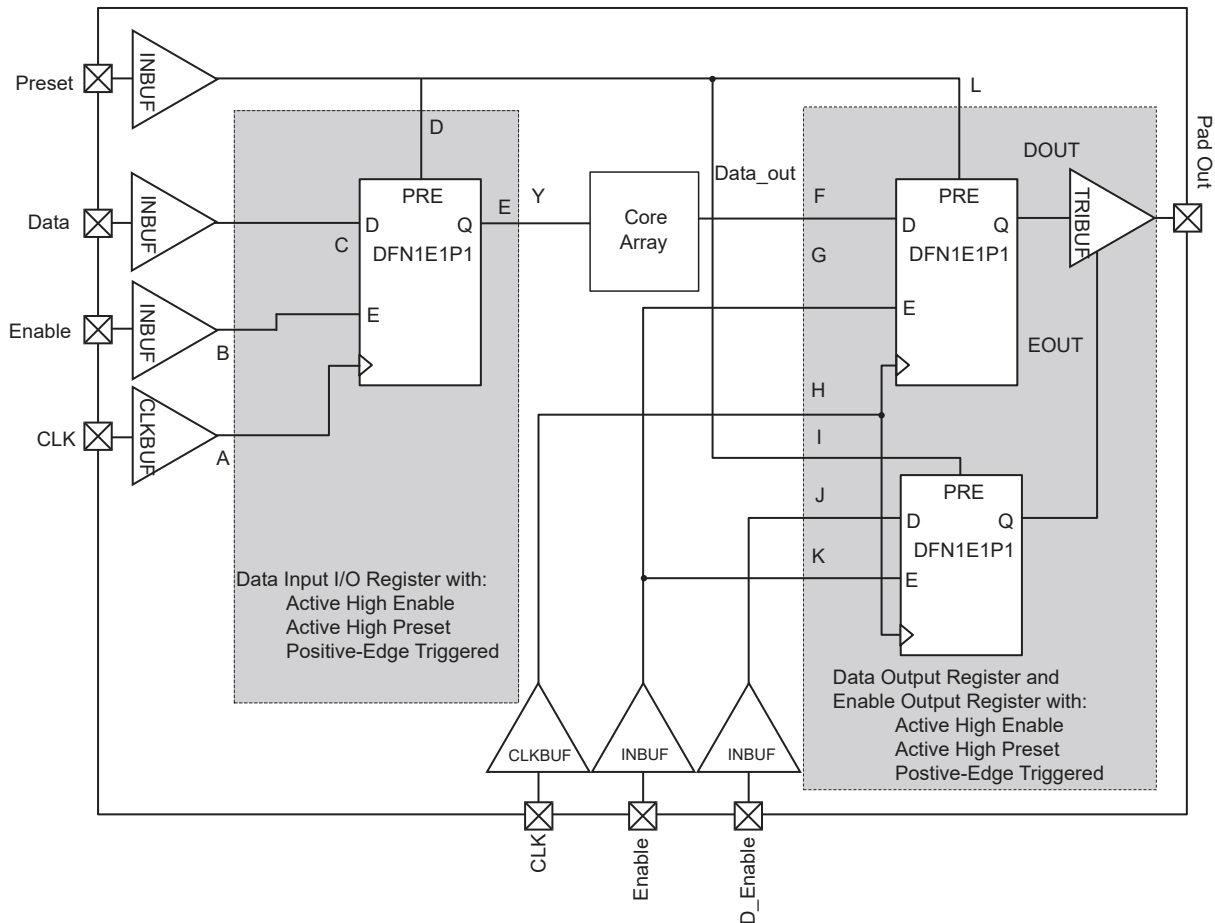 Preset
INBUF
L
D
Pad Out
DOUT
Data
INBUF
PRE
D
Q
C
DFN1E1P1
E
E
Y
Core
Array
Data_out
F
G
PRE
D
Q
DFN1E1P1
E
TRIBUF
EOUT
Enable
INBUF
B
CLK
CLKBUF
A
H
I
J
K
PRE
D
Q
DFN1E1P1
E
Data Input I/O Register with:
Active High Enable
Active High Preset
Positive-Edge Triggered
Data Output Register and
Enable Output Register with:
Active High Enable
Active High Preset
Postive-Edge Triggered
CLKBUF
INBUF
INBUF
CLK
Enable
D_Enable